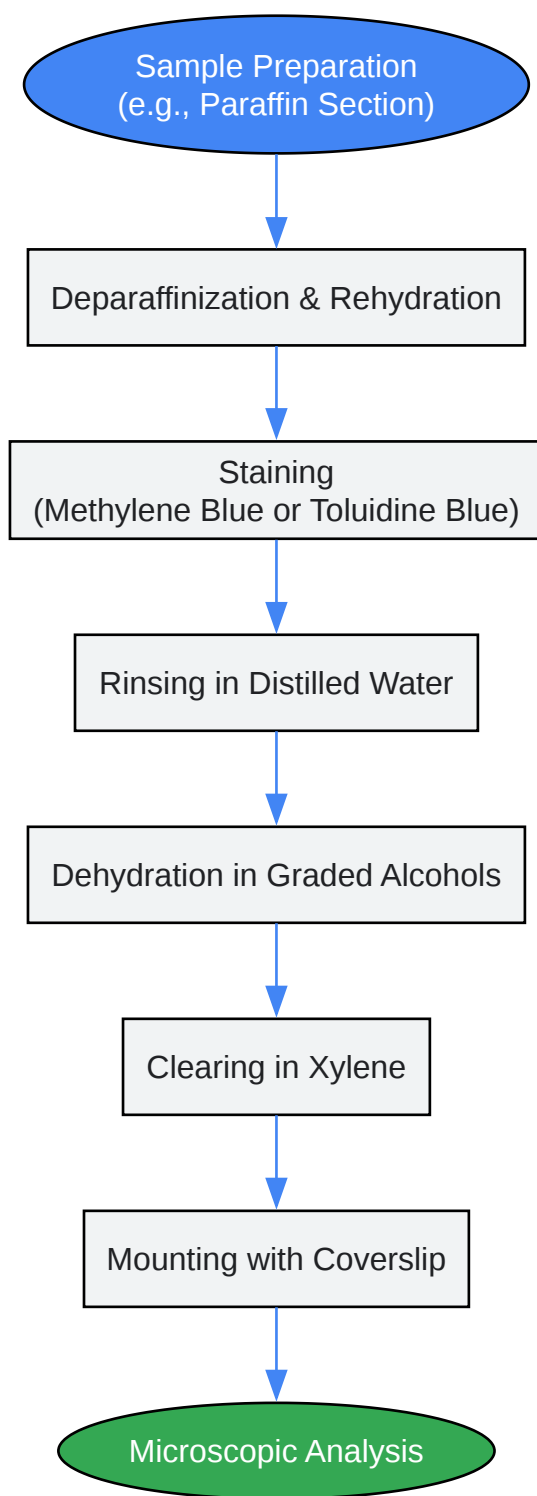 Sample Preparation
(e.g., Paraffin Section)
Deparaffinization & Rehydration
Staining
(Methylene Blue or Toluidine Blue)
Rinsing in Distilled Water
Dehydration in Graded Alcohols
Clearing in Xylene
Mounting with Coverslip
Microscopic Analysis